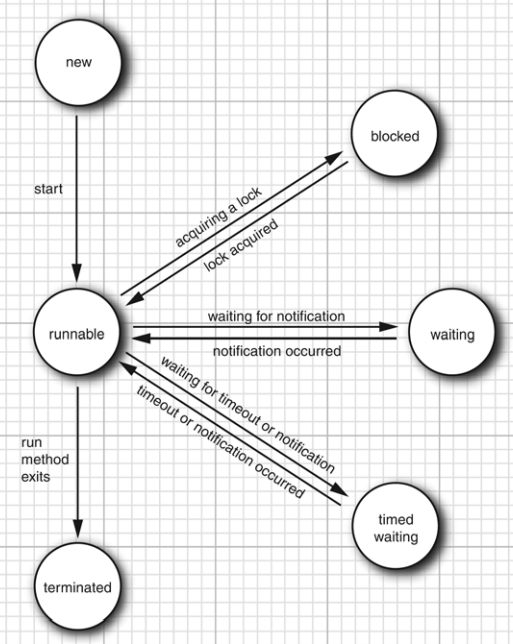 new
blocked
start
acquiring a lock
lock acquired
runnable
waiting for notification
notification occurred
waiting
waiting for timeout or notification
timeout or notification occurred
run
method
exits
timed
waiting
terminated